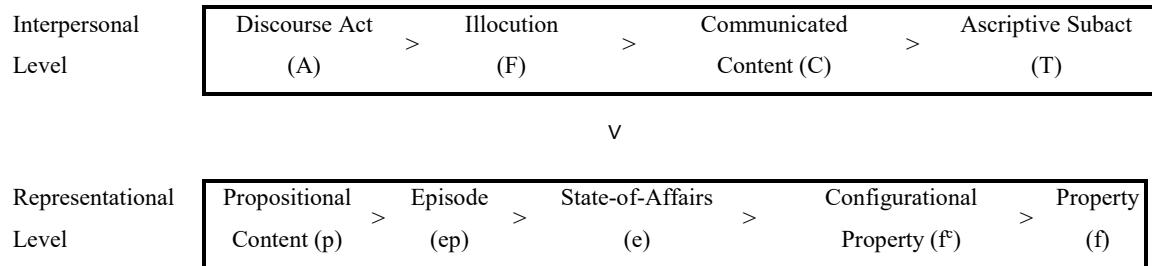 Interpersonal Discourse Act Illocution Communicated Ascriptive Subact
> > >
Level (A) (F) Content (C) (T)
∨
Representational Propositional Episode State-of-Affairs Configurational Property
> > > >
Level Content (p) (ep) (e) Property (fᶜ) (f)